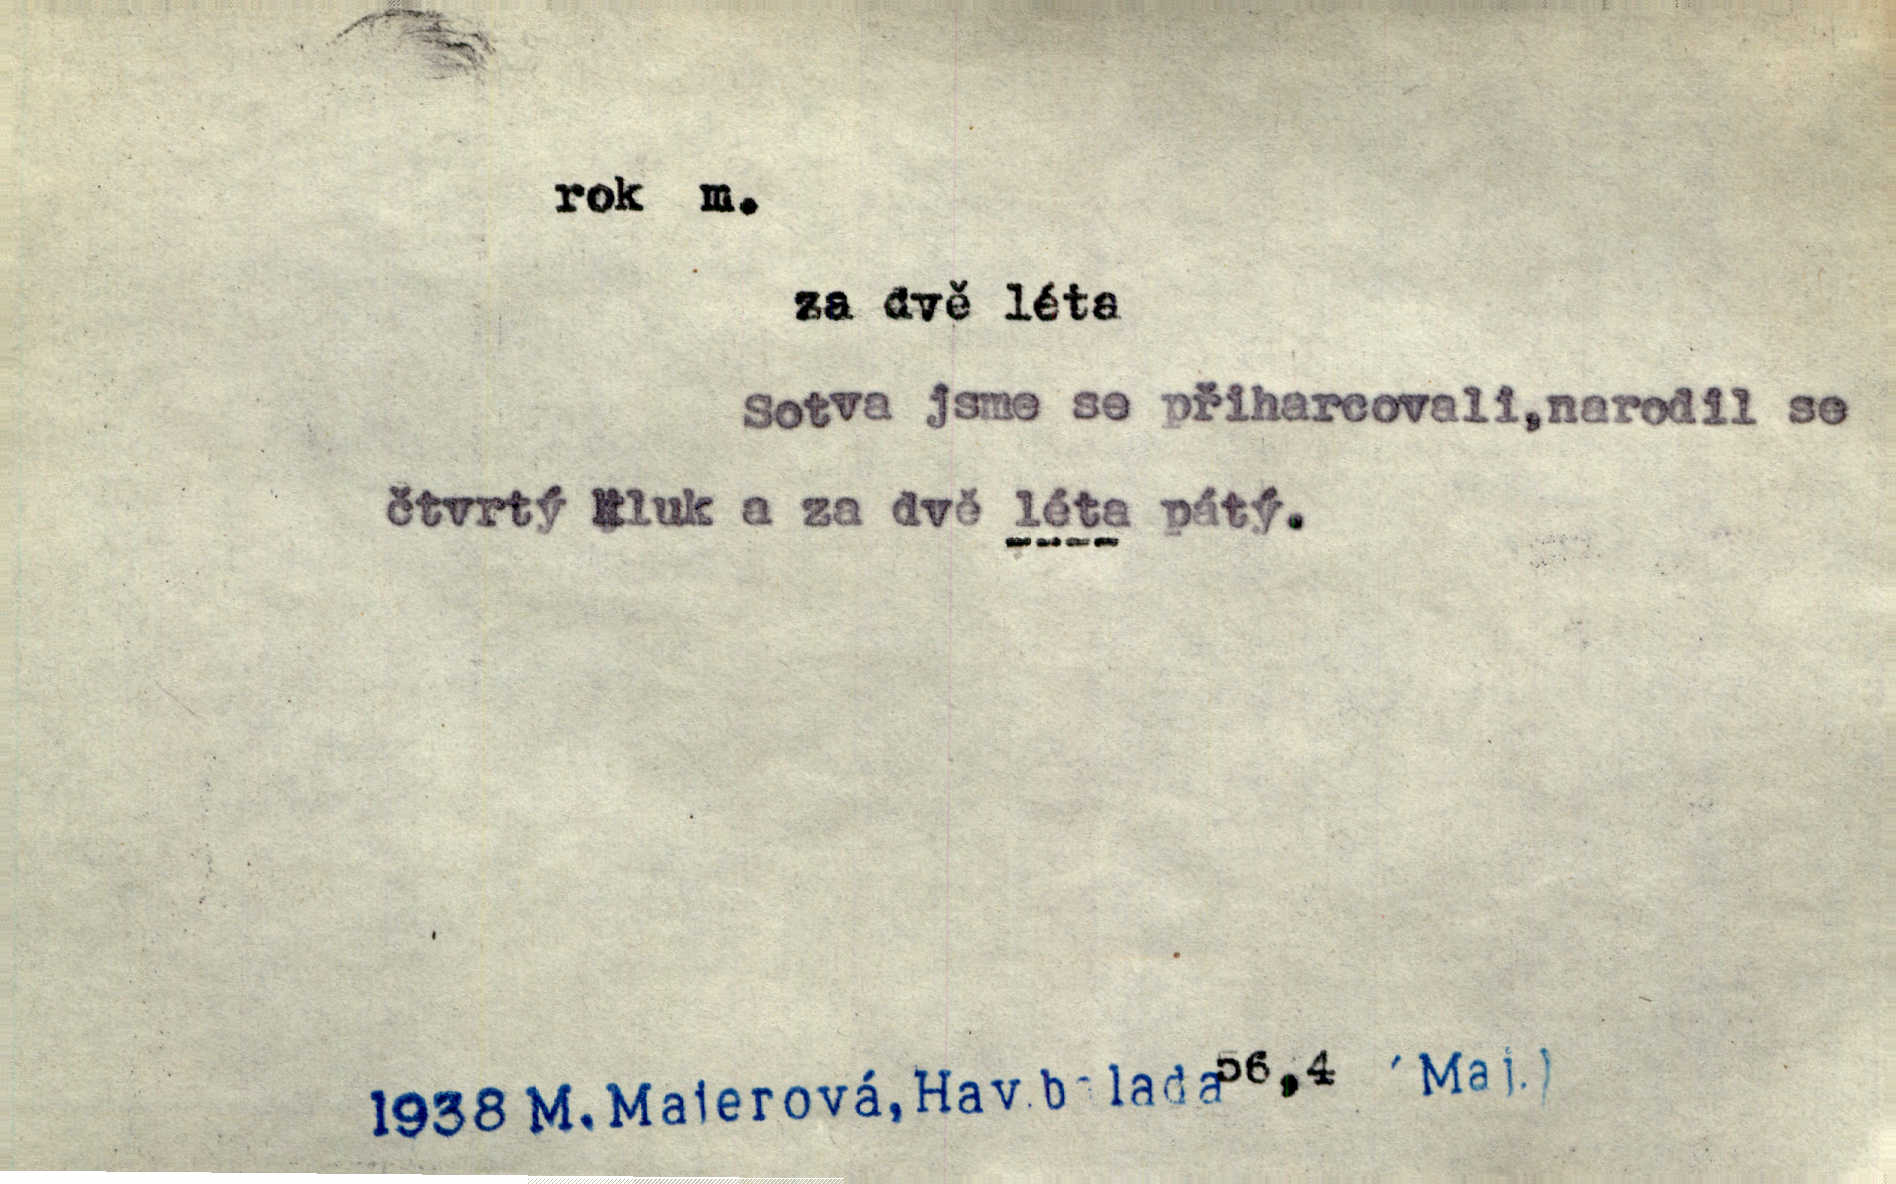 rok m.
za dvě léta
Sotva jsme se přiharcovali,narodil se
čtvrtý kluk a za dvě léta pátý.
1938 M. Majerová, Hav. balada 56,4 (Maj.)